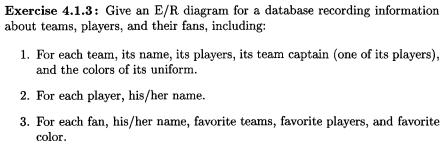 Exercise 4.1.3: Give an E/R diagram for a database recording information
about teams, players, and their fans, including:
1. For each team, its name, its players, its team captain (one of its players),
and the colors of its uniform.
2. For each player, his/her name.
3. For each fan, his/her name, favorite teams, favorite players, and favorite
color.